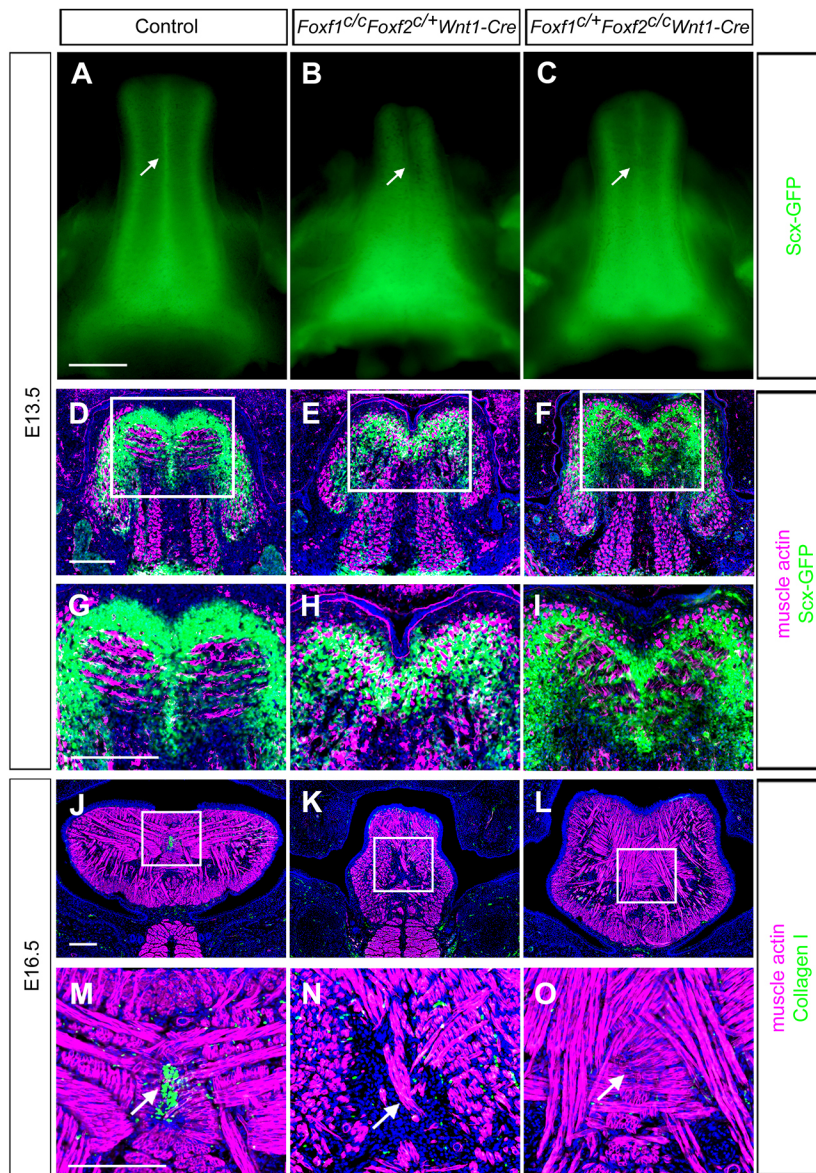 Control
Foxf1c/cFoxf2c/+Wnt1-Cre
Foxf1c/+Foxf2c/cWnt1-Cre
A
B
C
Scx-GFP
E13.5
D
E
F
G
H
I
muscle actin
Scx-GFP
J
K
L
E16.5
M
N
O
muscle actin
Collagen I